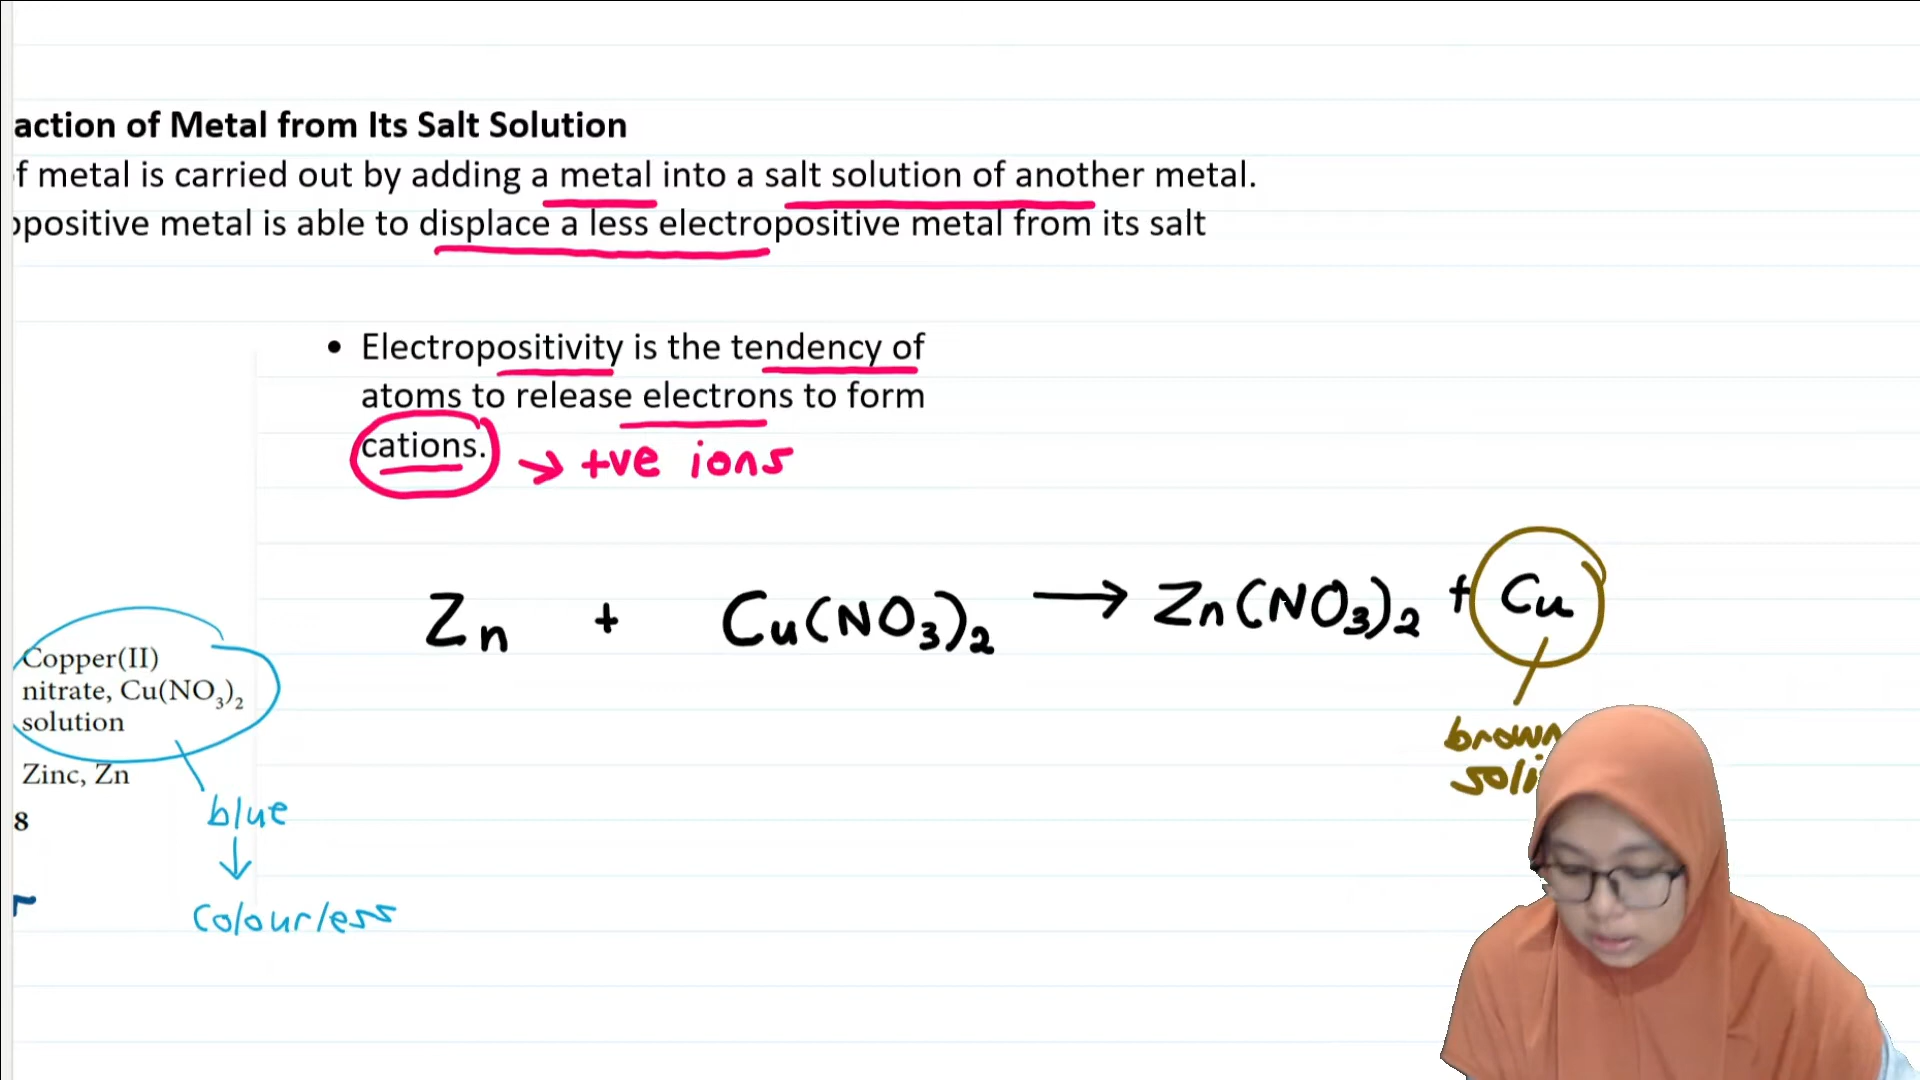 action of Metal from Its Salt Solution
f metal is carried out by adding a metal into a salt solution of another metal.
positive metal is able to displace a less electropositive metal from its salt
• Electropositivity is the tendency of
atoms to release electrons to form
cations. → +ve ions
Zn + Cu(NO₃)₂ → Zn(NO₃)₂ + Cu
Copper(II)
nitrate, Cu(NO₃)₂
solution
brown
Zinc, Zn
blue
8
↓
colourless